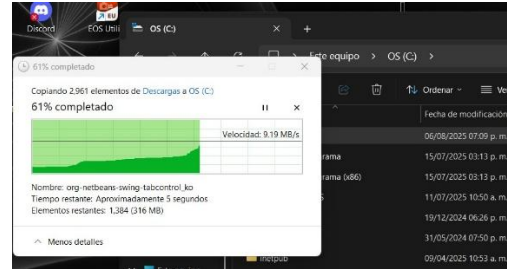 Discord
EOS Utili
OS (C:)
Este equipo > OS (C:) >
61% completado
Copiando 2,961 elementos de Descargas a OS (C:)
61% completado
Velocidad: 9.19 MB/s
Nombre: org-netbeans-swing-tabcontrol_ko
Tiempo restante: Aproximadamente 5 segundos
Elementos restantes: 1,384 (316 MB)
Menos detalles
Ordenar
Ve
Fecha de modificación
06/08/2025 07:09 p. m.
rama
15/07/2025 03:13 p. m.
rama (x86)
15/07/2025 03:13 p. m.
11/07/2025 10:50 a. m.
19/12/2024 06:26 p. m.
31/05/2024 07:50 p. m.
inetpub
09/04/2025 10:53 a. m.